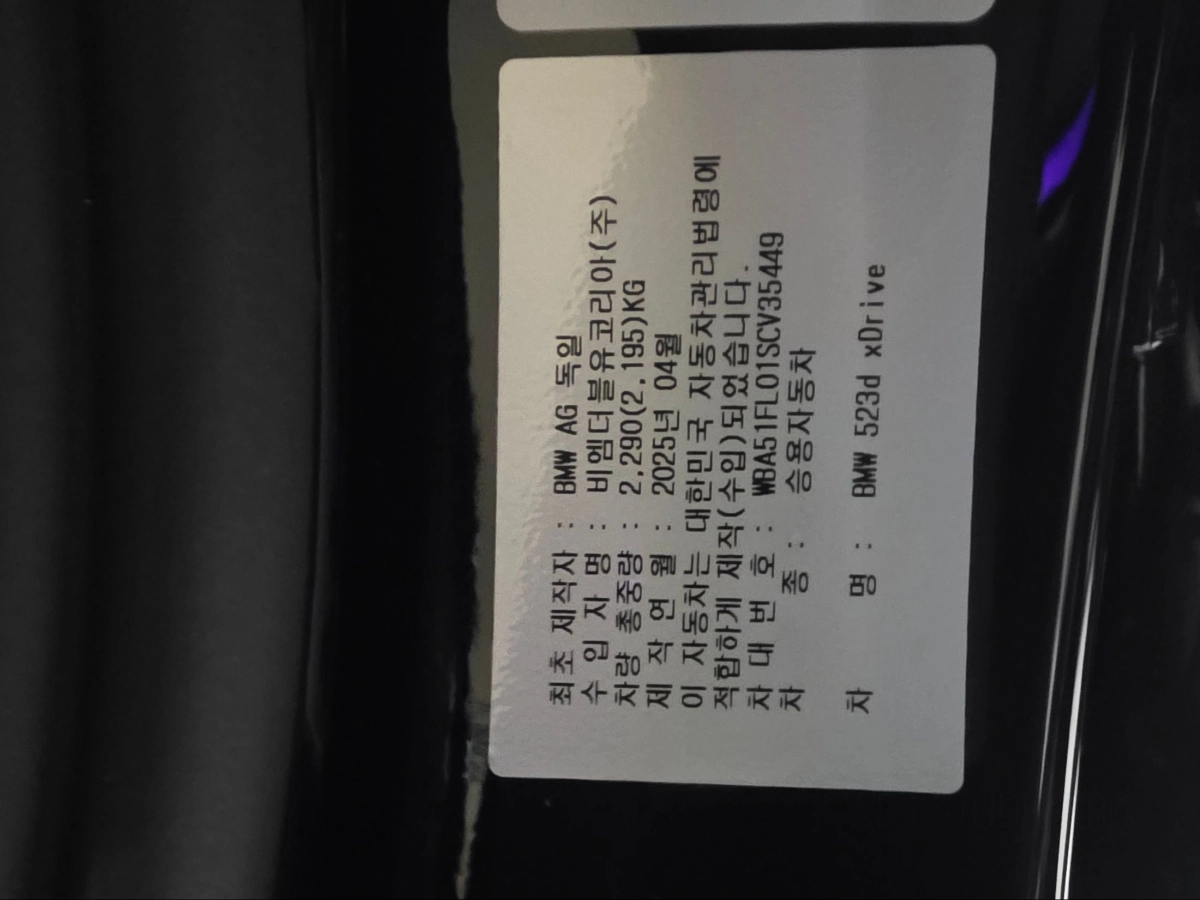 최초 제작자 : BMW AG 독일
수 입 자 명 : 비엠더블유코리아(주)
차량 총중량 : 2,290(2,195)KG
제 작 연 월 : 2025년 04월
이 자동차는 대한민국 자동차관리법령에
적합하게 제작(수입)되었습니다.
차 대 번 호 : WBA51FL01SCV35449
차 종 : 승용자동차
차 명 : BMW 523d xDrive